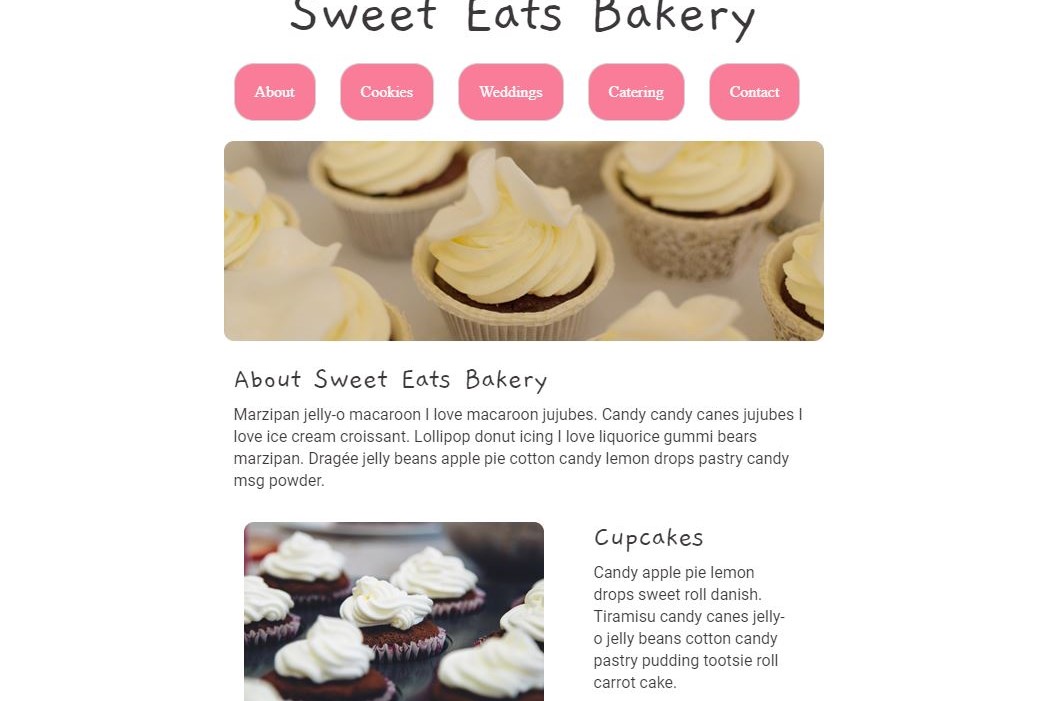 Sweet Eats Bakery
About Cookies Weddings Catering Contact
About Sweet Eats Bakery
Marzipan jelly-o macaroon I love macaroon jujubes. Candy candy canes jujubes I
love ice cream croissant. Lollipop donut icing I love liquorice gummi bears
marzipan. Dragée jelly beans apple pie cotton candy lemon drops pastry candy
msg powder.
Cupcakes
Candy apple pie lemon
drops sweet roll danish.
Tiramisu candy canes jelly-
o jelly beans cotton candy
pastry pudding tootsie roll
carrot cake.